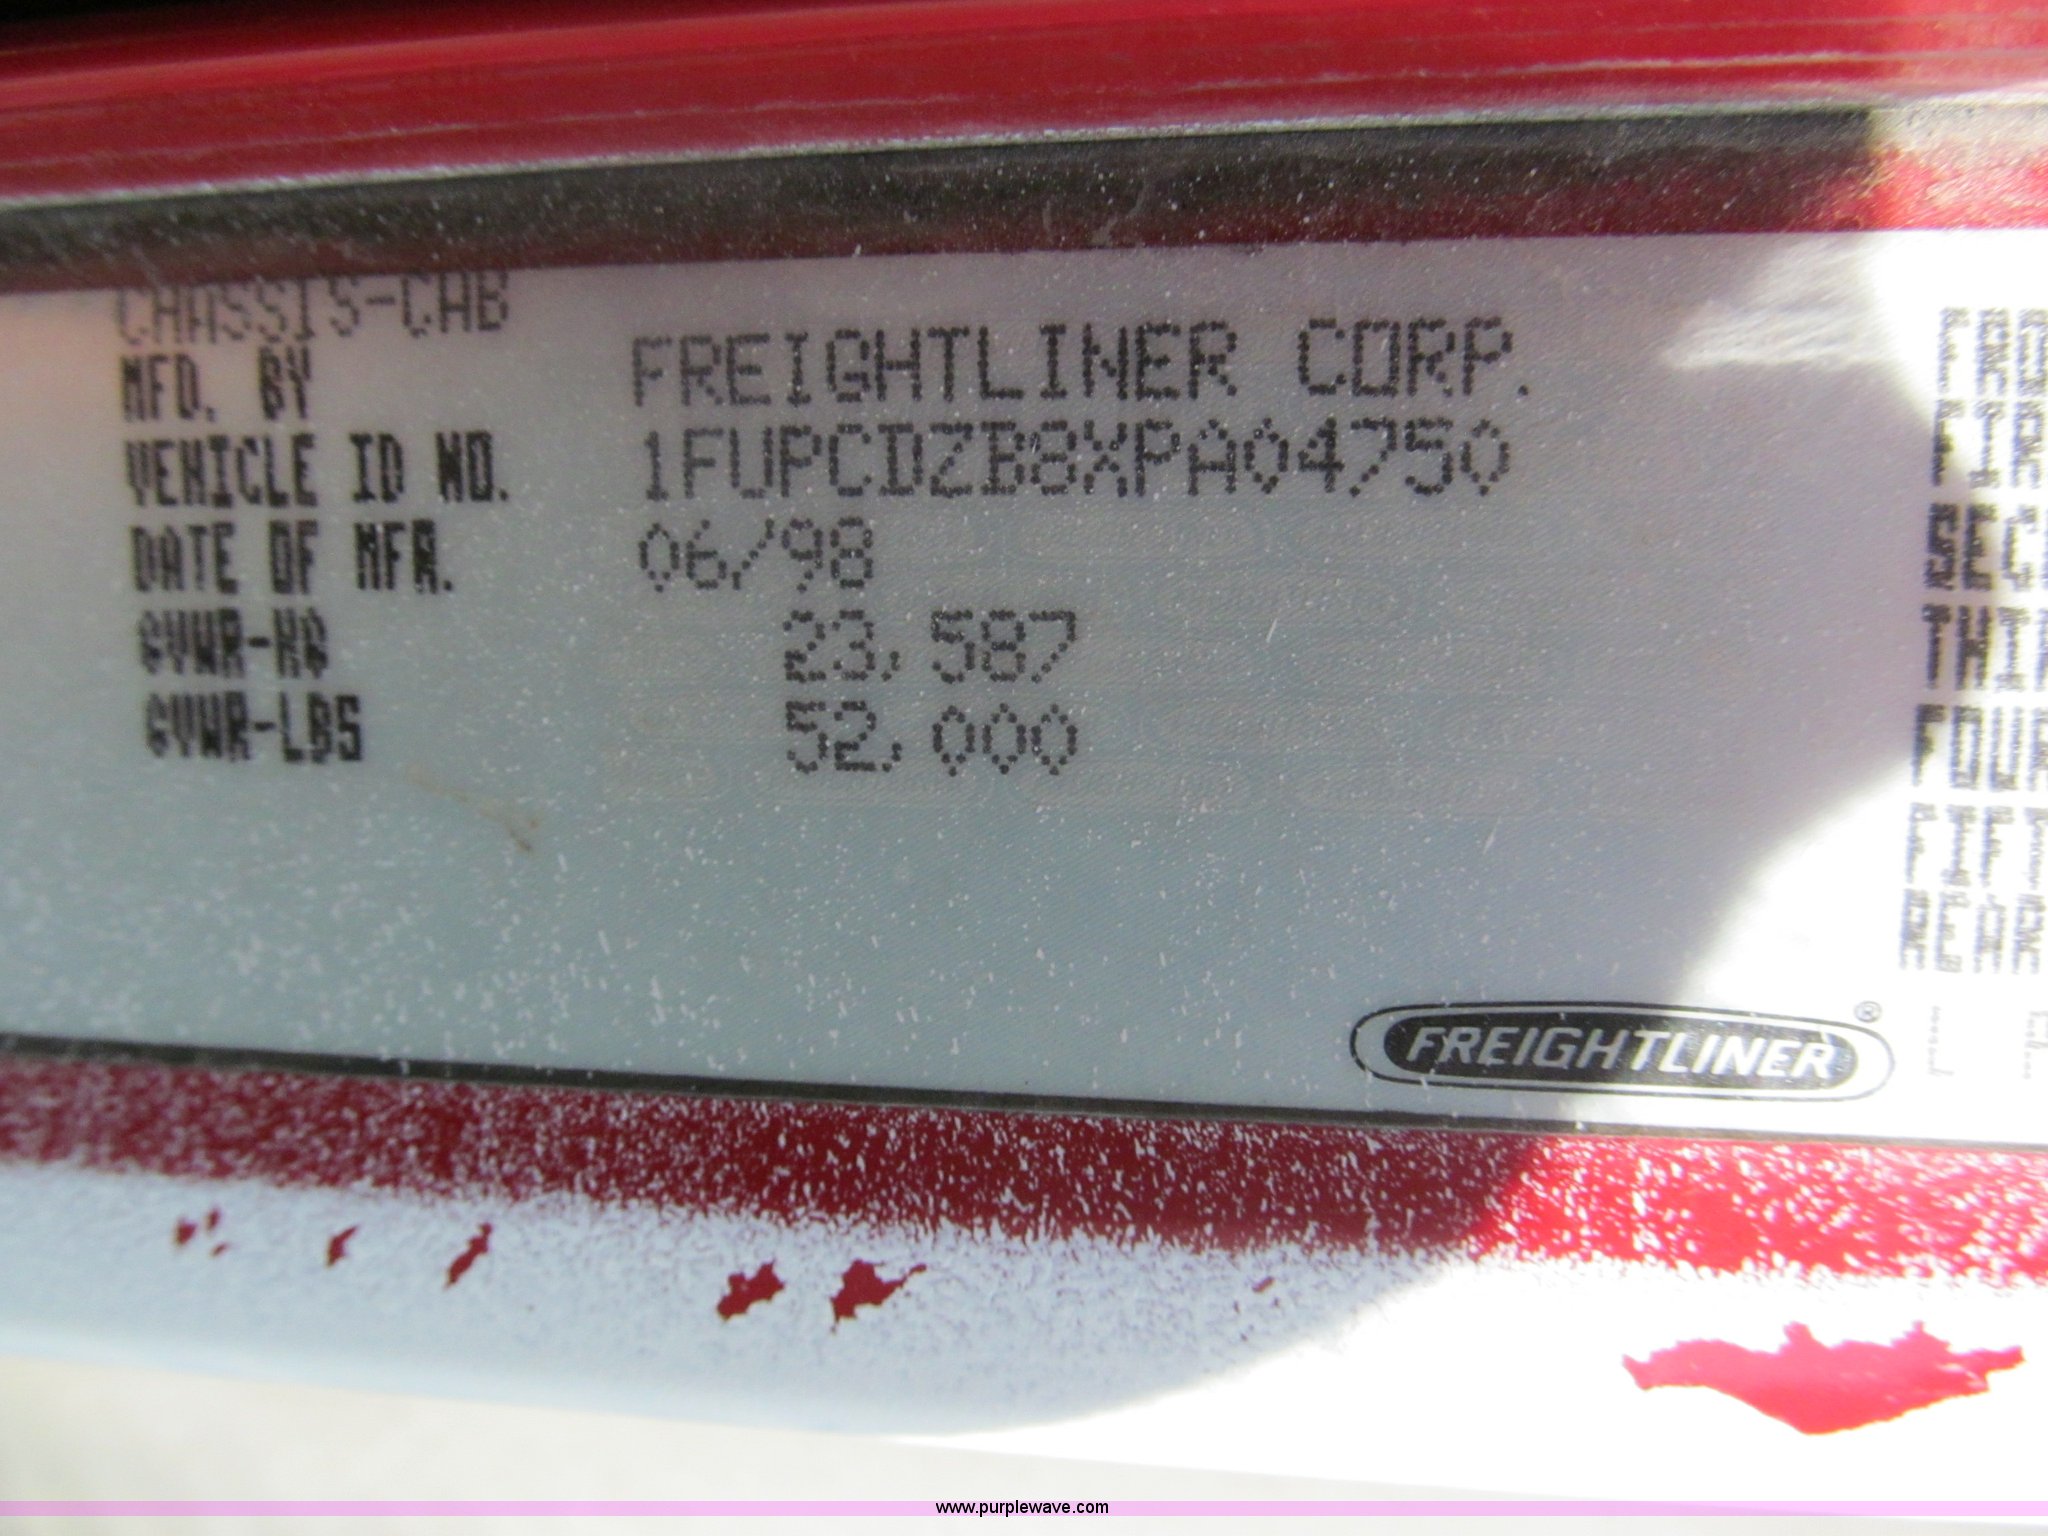 CHASSIS-CAB
MFD. BY FREIGHTLINER CORP.
VEHICLE ID NO. 1FUPCDZB8XPA04750
DATE OF MFR. 06/98
GVWR-KG 23,587
GVWR-LBS 52,000
FREIGHTLINER®
www.purplewave.com